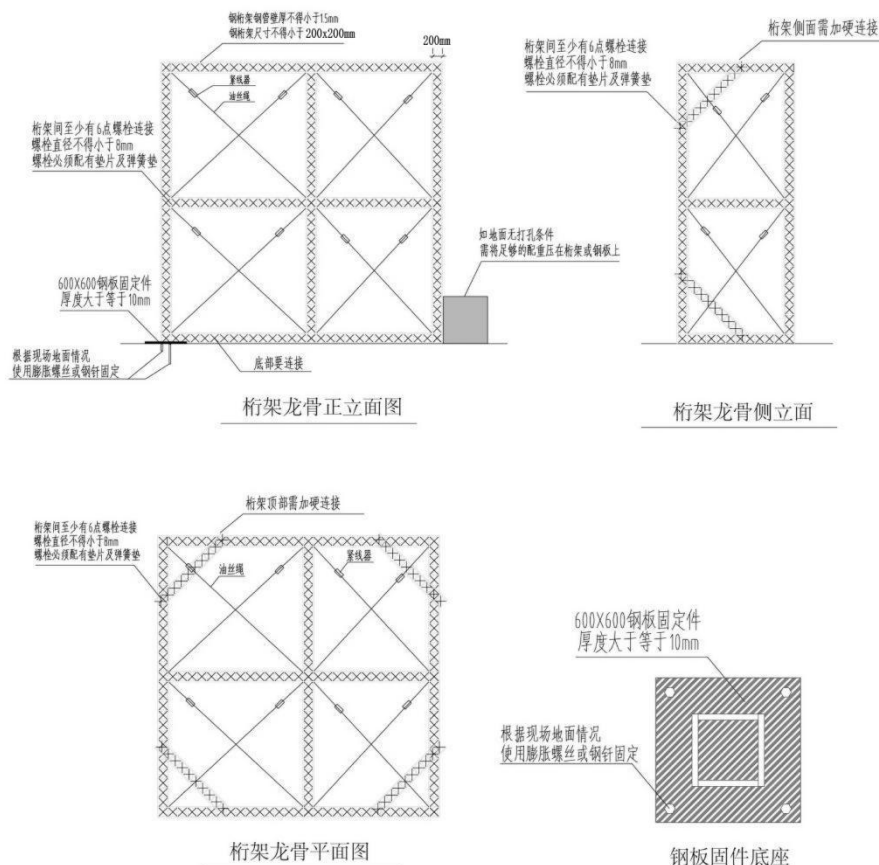 钢桁架钢管壁厚不得小于15mm
钢桁架尺寸不得小于200x200mm
200mm
紧线器
油丝绳
桁架间至少有6点螺栓连接
螺栓直径不得小于8mm
螺栓必须配有垫片及弹簧垫
如地面无打孔条件
需将足够的配重压在桁架或钢板上
600X600钢板固定件
厚度大于等于10mm
根据现场地面情况
使用膨胀螺丝或钢钎固定
底部要连接
桁架龙骨正立面图
桁架侧面需加硬连接
桁架间至少有6点螺栓连接
螺栓直径不得小于8mm
螺栓必须配有垫片及弹簧垫
桁架龙骨侧立面
桁架顶部需加硬连接
桁架间至少有6点螺栓连接
螺栓直径不得小于8mm
螺栓必须配有垫片及弹簧垫
油丝绳
紧线器
桁架龙骨平面图
600X600钢板固定件
厚度大于等于10mm
根据现场地面情况
使用膨胀螺丝或钢钎固定
钢板固件底座